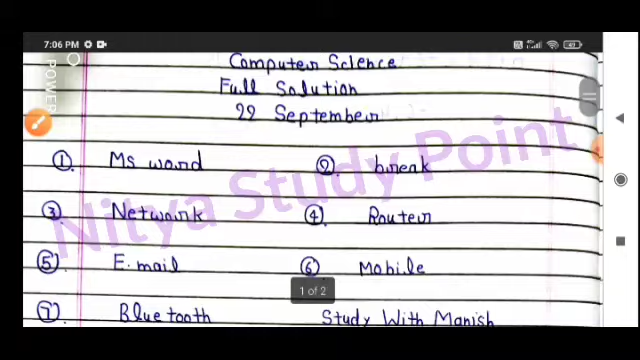 7:06 PM
POWER
Computer Science
Full Solution
22 September
Nitya Study Point
① Ms word ②. break
③ Network ④ Router
⑤. E.mail ⑥ Mobile
1 of 2
⑦. Bluetooth Study With Manish